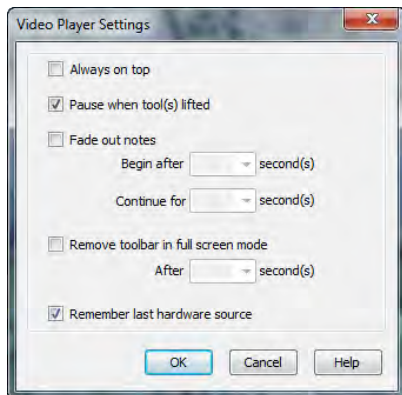 Video Player Settings
Always on top
Pause when tool(s) lifted
Fade out notes
Begin after second(s)
Continue for second(s)
Remove toolbar in full screen mode
After second(s)
Remember last hardware source
OK Cancel Help